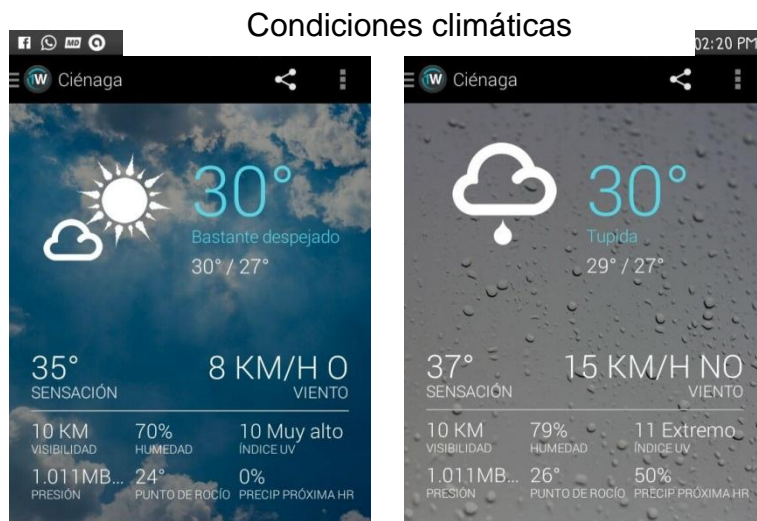 Condiciones climáticas
MD
02:20 PM
W Ciénaga
30°
Bastante despejado
30° / 27°
35°
SENSACIÓN
8 KM/H O
VIENTO
10 KM
VISIBILIDAD
70%
HUMEDAD
10 Muy alto
ÍNDICE UV
1.011MB...
PRESIÓN
24°
PUNTO DE ROCÍO
0%
PRECIP PRÓXIMA HR
W Ciénaga
30°
Tupida
29° / 27°
37°
SENSACIÓN
15 KM/H NO
VIENTO
10 KM
VISIBILIDAD
79%
HUMEDAD
11 Extremo
ÍNDICE UV
1.011MB...
PRESIÓN
26°
PUNTO DE ROCÍO
50%
PRECIP PRÓXIMA HR